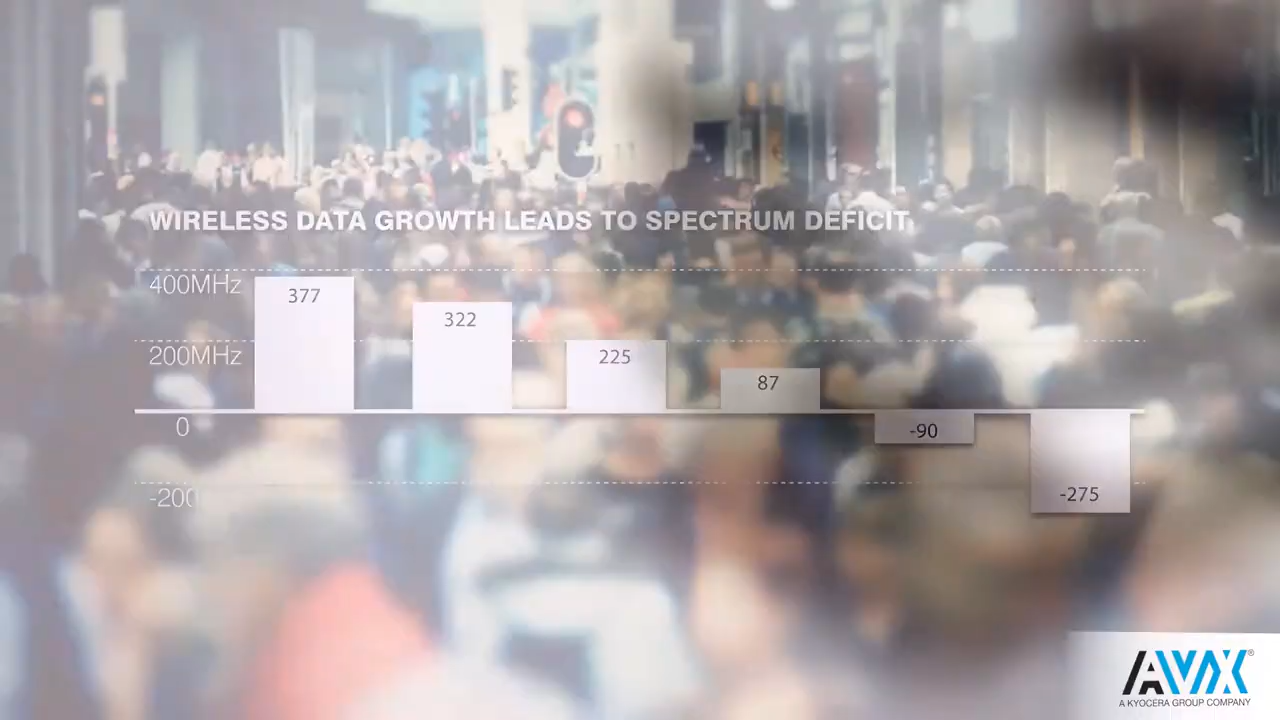 WIRELESS DATA GROWTH LEADS TO SPECTRUM DEFICIT
400MHz
377
322
200MHz
225
87
0
-90
-200
-275
AVX®
A KYOCERA GROUP COMPANY